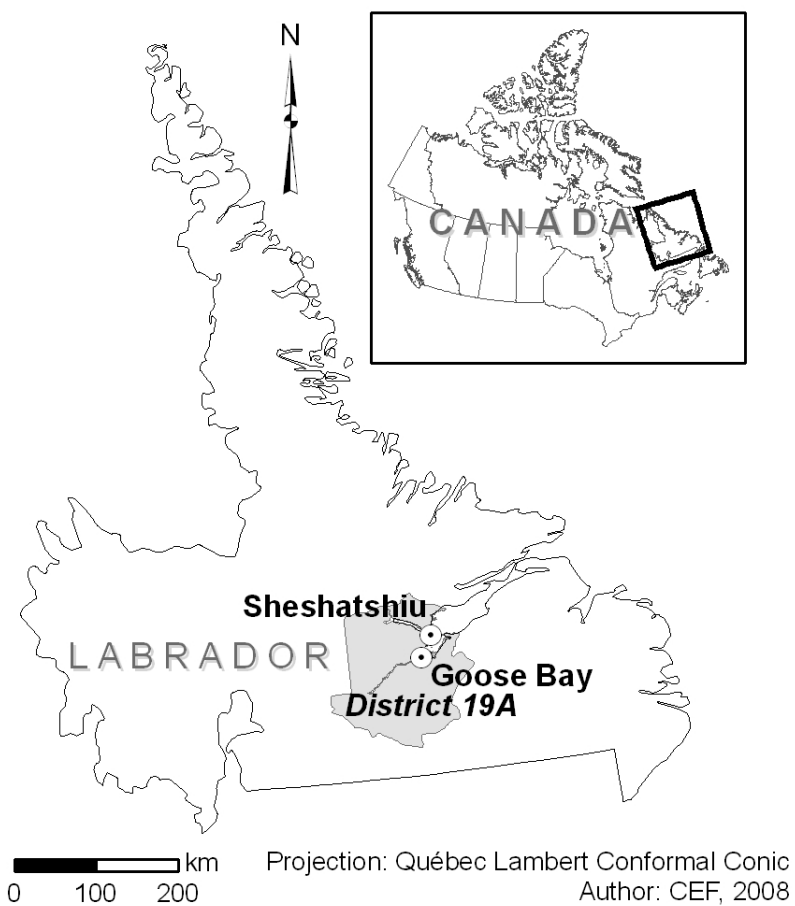 N
CANADA
Sheshatshiu
LABRADOR
Goose Bay
District 19A
km
0 100 200
Projection: Québec Lambert Conformal Conic
Author: CEF, 2008